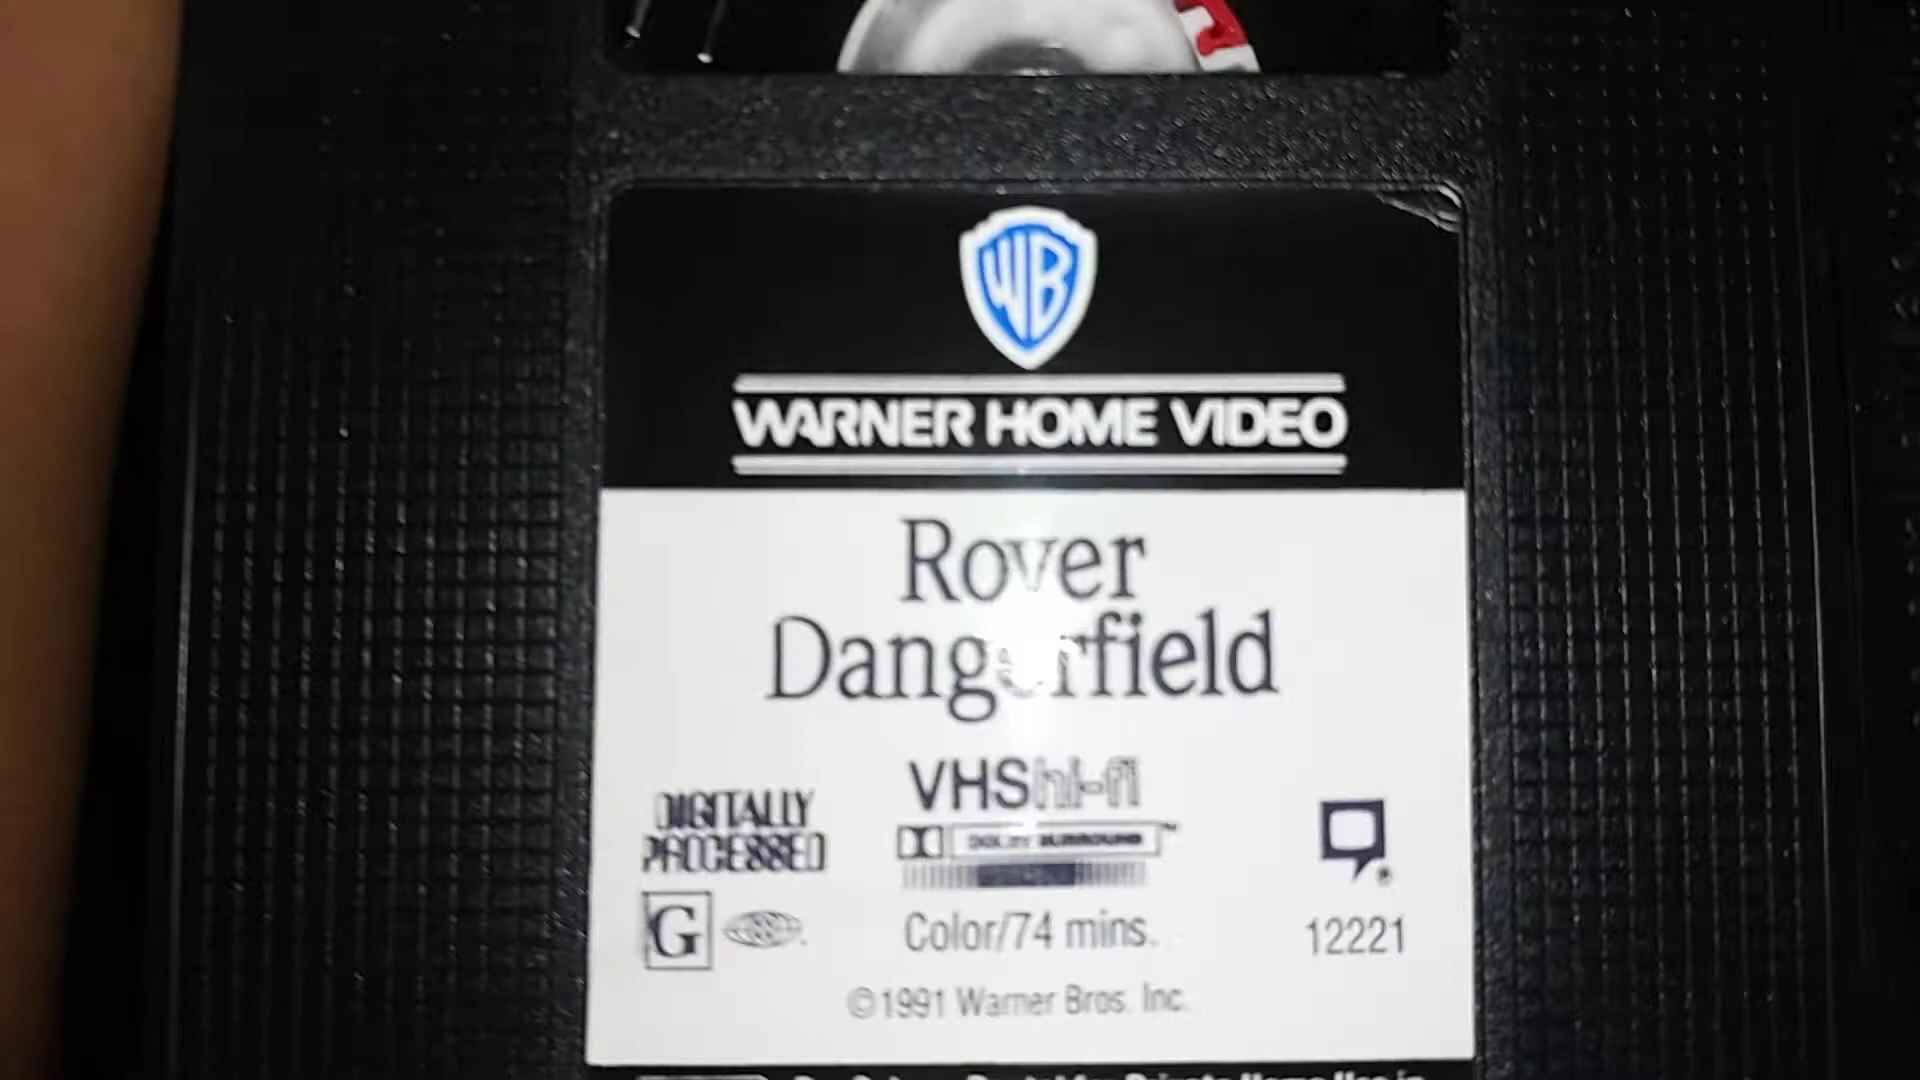 WB
WARNER HOME VIDEO
Rover
Dangerfield
VHS hi-fi
DIGITALLY
PROCESSED
DOLBY SURROUND™
G
Color/74 mins.
12221
©1991 Warner Bros. Inc.